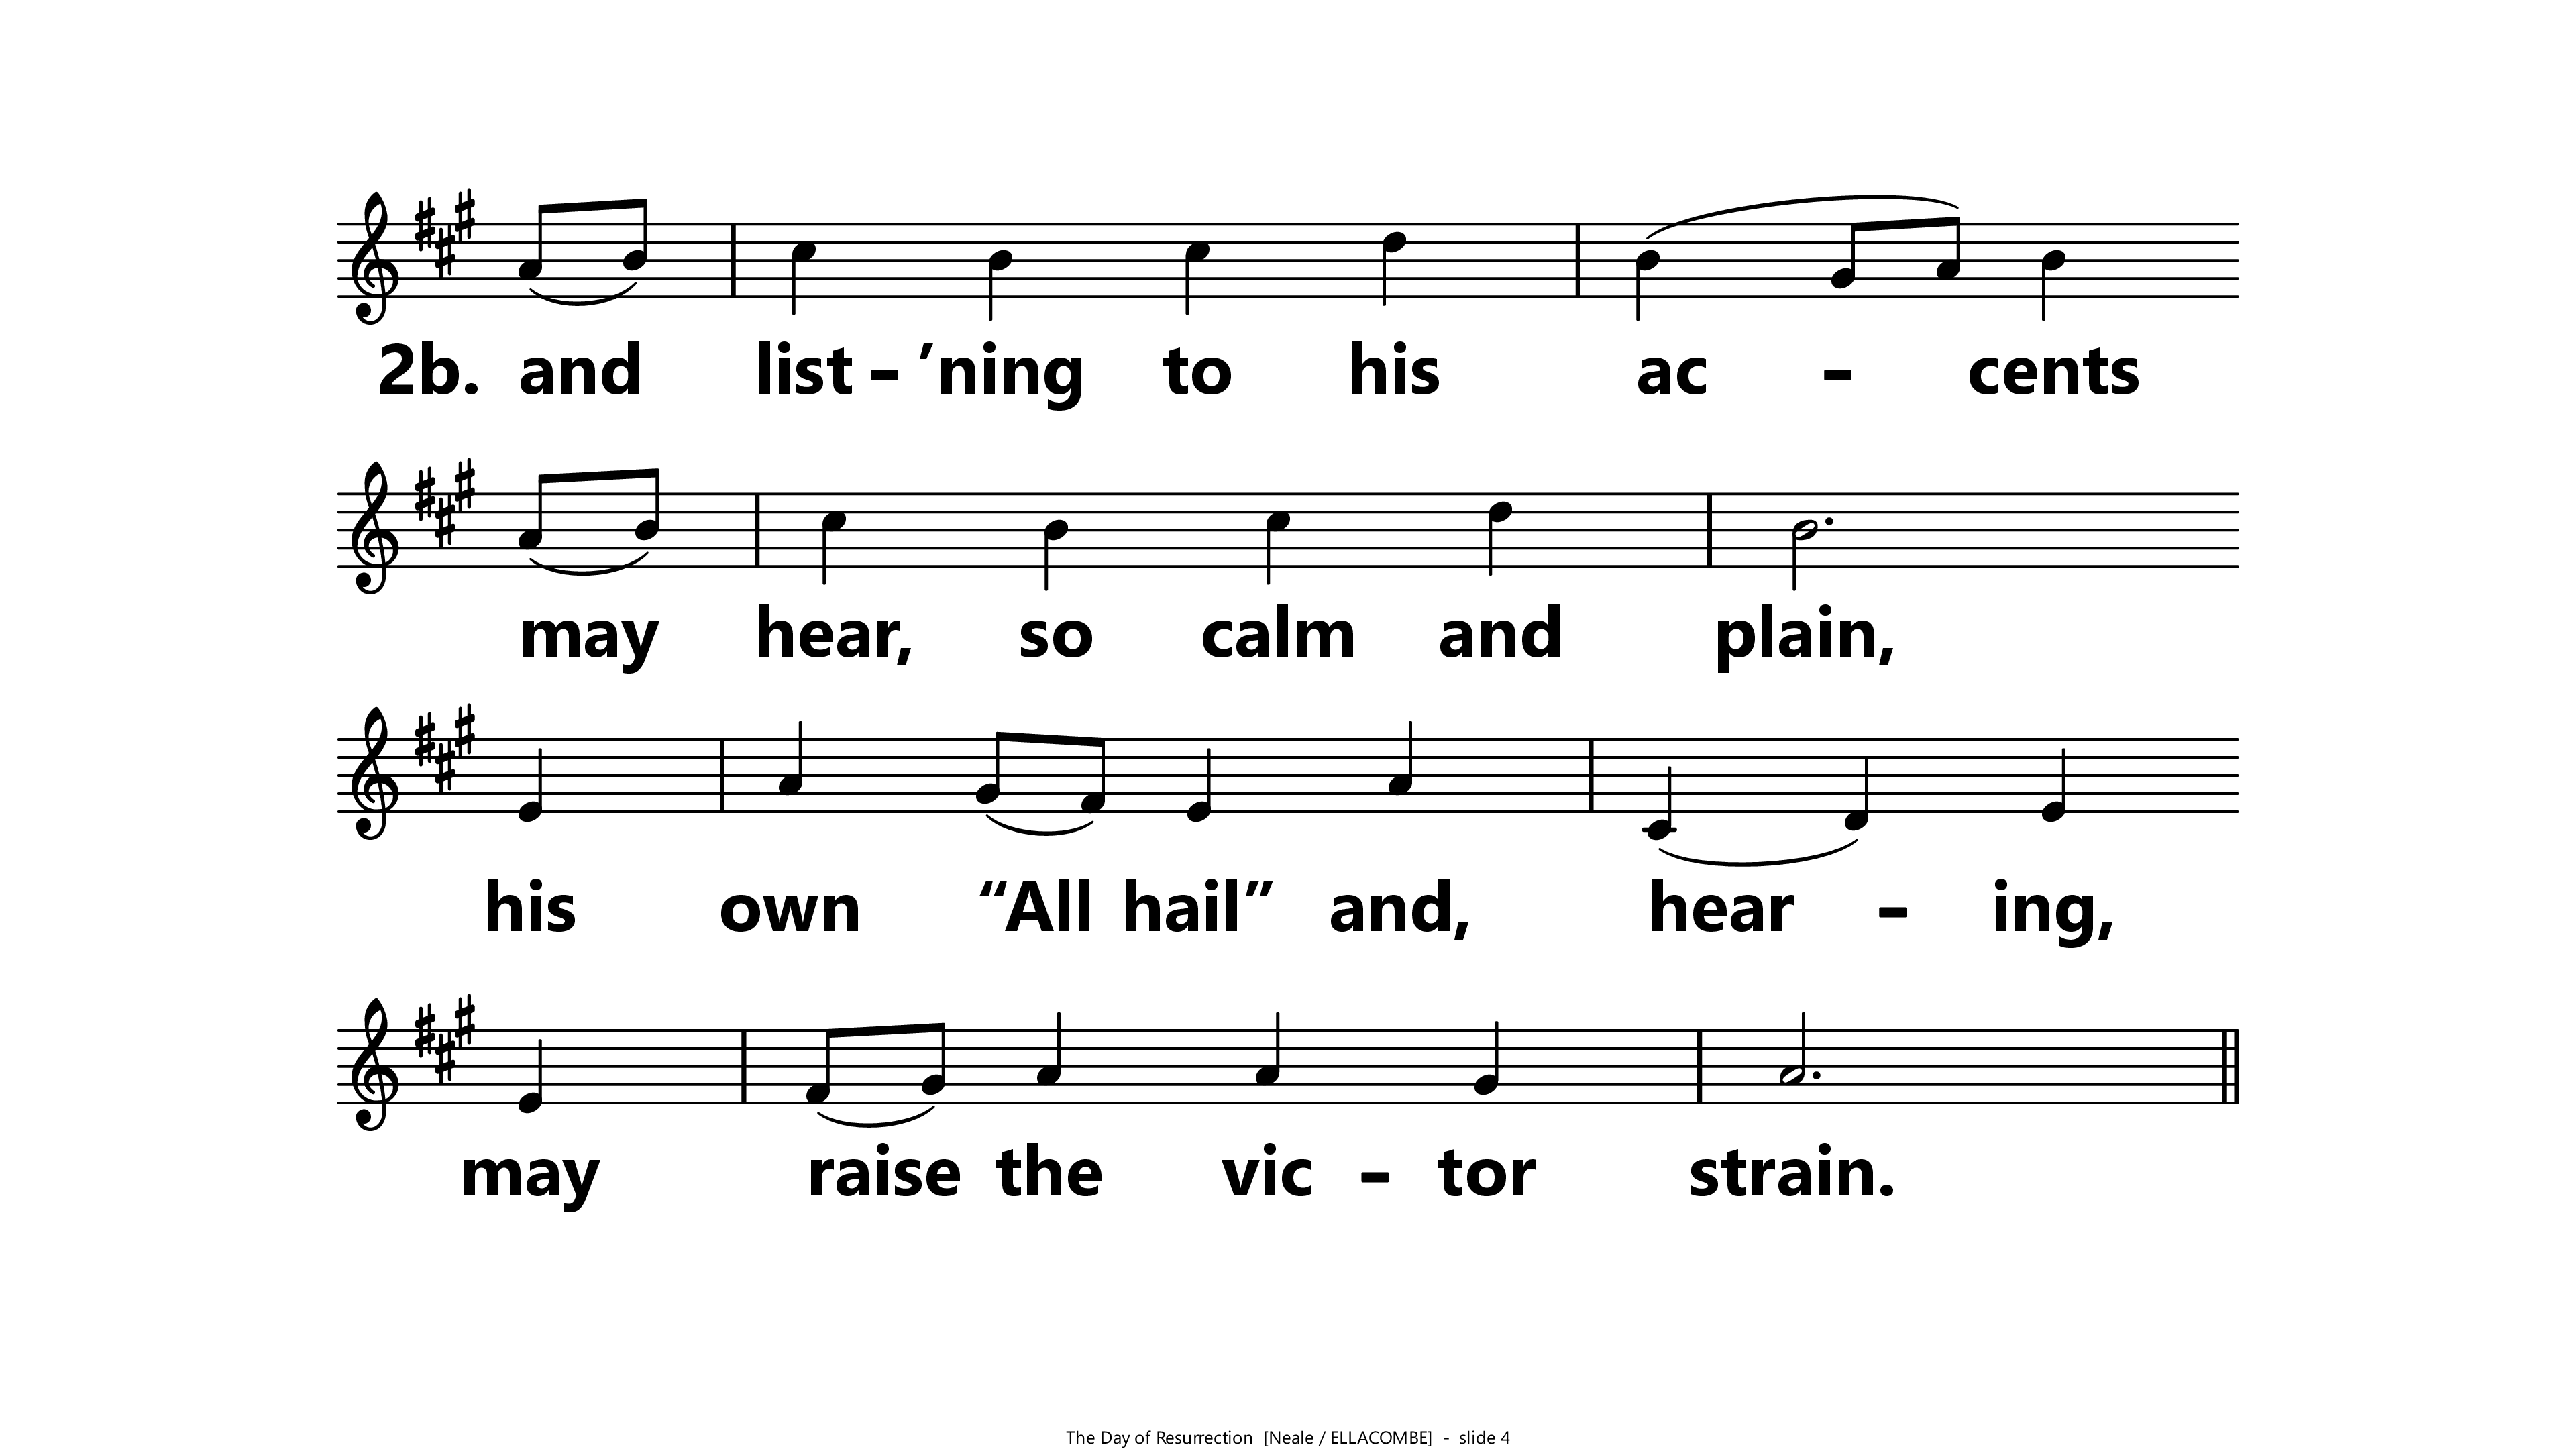 2b. and list - ’ning to his ac - cents
may hear, so calm and plain,
his own “All hail” and, hear - ing,
may raise the vic - tor strain.
The Day of Resurrection [Neale / ELLACOMBE] - slide 4